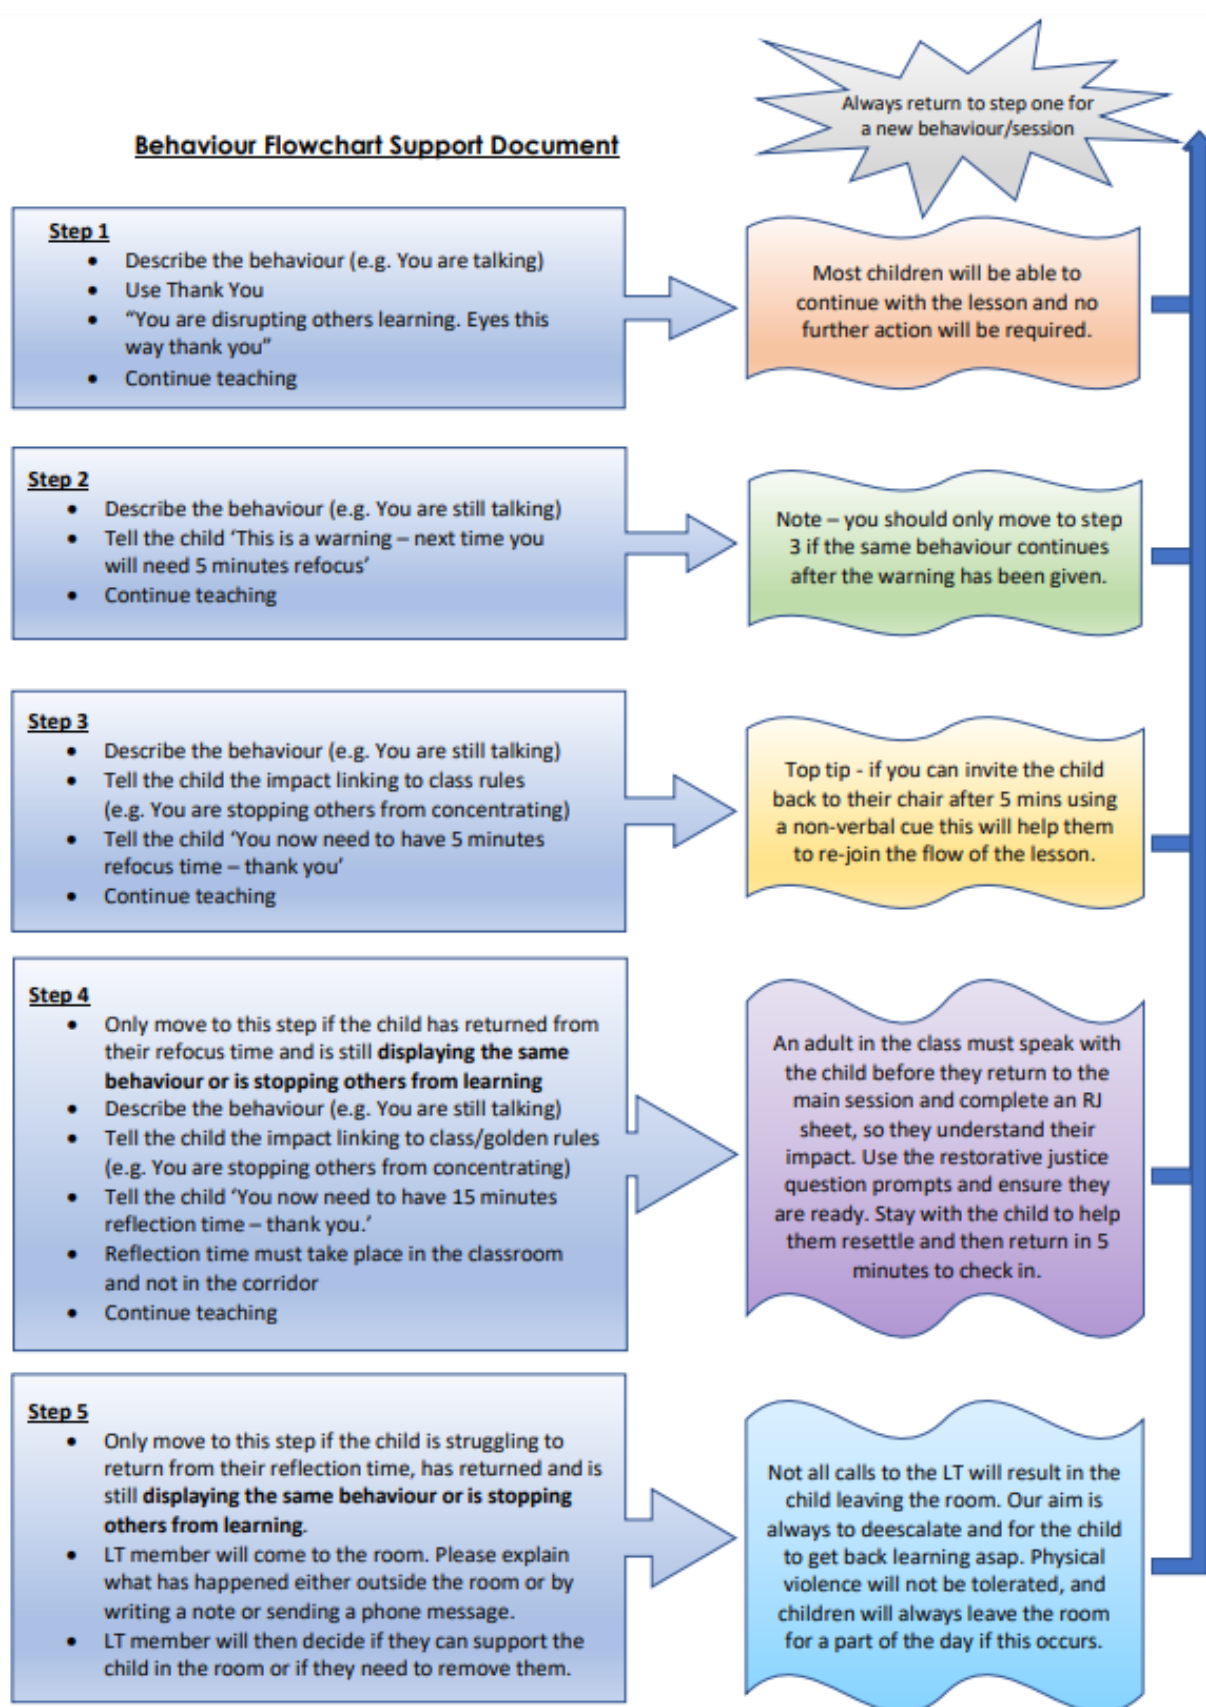 Always return to step one for
a new behaviour/session
Behaviour Flowchart Support Document
Step 1
• Describe the behaviour (e.g. You are talking)
• Use Thank You
• “You are disrupting others learning. Eyes this
way thank you”
• Continue teaching
Most children will be able to
continue with the lesson and no
further action will be required.
Step 2
• Describe the behaviour (e.g. You are still talking)
• Tell the child ‘This is a warning – next time you
will need 5 minutes refocus’
• Continue teaching
Note – you should only move to step
3 if the same behaviour continues
after the warning has been given.
Step 3
• Describe the behaviour (e.g. You are still talking)
• Tell the child the impact linking to class rules
(e.g. You are stopping others from concentrating)
• Tell the child ‘You now need to have 5 minutes
refocus time – thank you’
• Continue teaching
Top tip - if you can invite the child
back to their chair after 5 mins using
a non-verbal cue this will help them
to re-join the flow of the lesson.
Step 4
• Only move to this step if the child has returned from
their refocus time and is still displaying the same
behaviour or is stopping others from learning
• Describe the behaviour (e.g. You are still talking)
• Tell the child the impact linking to class/golden rules
(e.g. You are stopping others from concentrating)
• Tell the child ‘You now need to have 15 minutes
reflection time – thank you.’
• Reflection time must take place in the classroom
and not in the corridor
• Continue teaching
An adult in the class must speak with
the child before they return to the
main session and complete an RJ
sheet, so they understand their
impact. Use the restorative justice
question prompts and ensure they
are ready. Stay with the child to help
them resettle and then return in 5
minutes to check in.
Step 5
• Only move to this step if the child is struggling to
return from their reflection time, has returned and is
still displaying the same behaviour or is stopping
others from learning.
• LT member will come to the room. Please explain
what has happened either outside the room or by
writing a note or sending a phone message.
• LT member will then decide if they can support the
child in the room or if they need to remove them.
Not all calls to the LT will result in the
child leaving the room. Our aim is
always to deescalate and for the child
to get back learning asap. Physical
violence will not be tolerated, and
children will always leave the room
for a part of the day if this occurs.